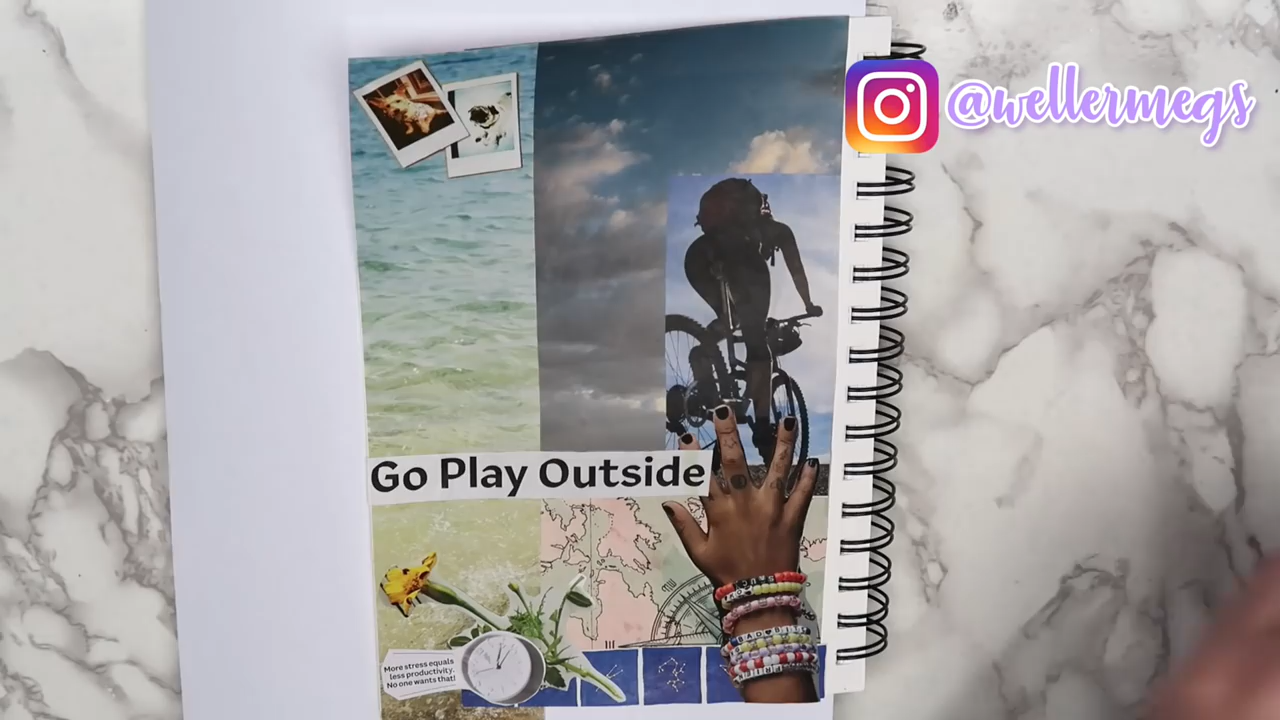 @wellermegs
Go Play Outside
More stress equals
less productivity.
No one wants that!